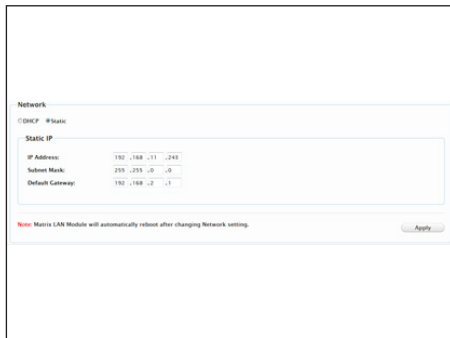 Network
DHCP Static
Static IP
IP Address: 192 .168 .11 .243
Subnet Mask: 255 .255 .0 .0
Default Gateway: 192 .168 .2 .1
Note: Matrix LAN Module will automatically reboot after changing Network setting.
Apply